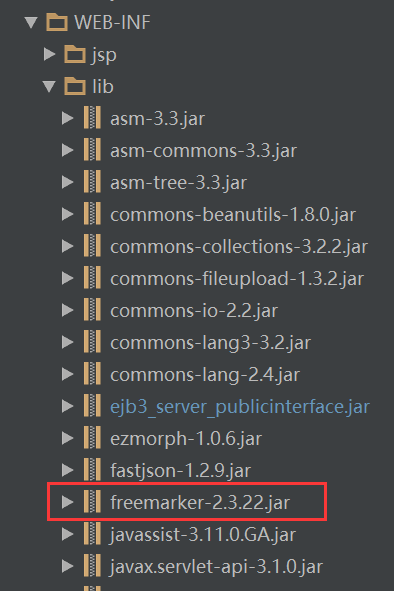 WEB-INF
jsp
lib
asm-3.3.jar
asm-commons-3.3.jar
asm-tree-3.3.jar
commons-beanutils-1.8.0.jar
commons-collections-3.2.2.jar
commons-fileupload-1.3.2.jar
commons-io-2.2.jar
commons-lang3-3.2.jar
commons-lang-2.4.jar
ejb3_server_publicinterface.jar
ezmorph-1.0.6.jar
fastjson-1.2.9.jar
freemarker-2.3.22.jar
javassist-3.11.0.GA.jar
javax.servlet-api-3.1.0.jar